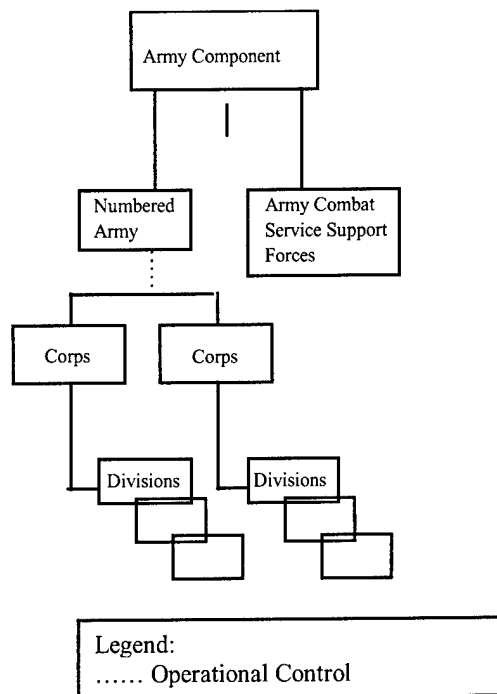 Army Component
Numbered
Army
Army Combat
Service Support
Forces
Corps
Corps
Divisions
Divisions
Legend:
...... Operational Control